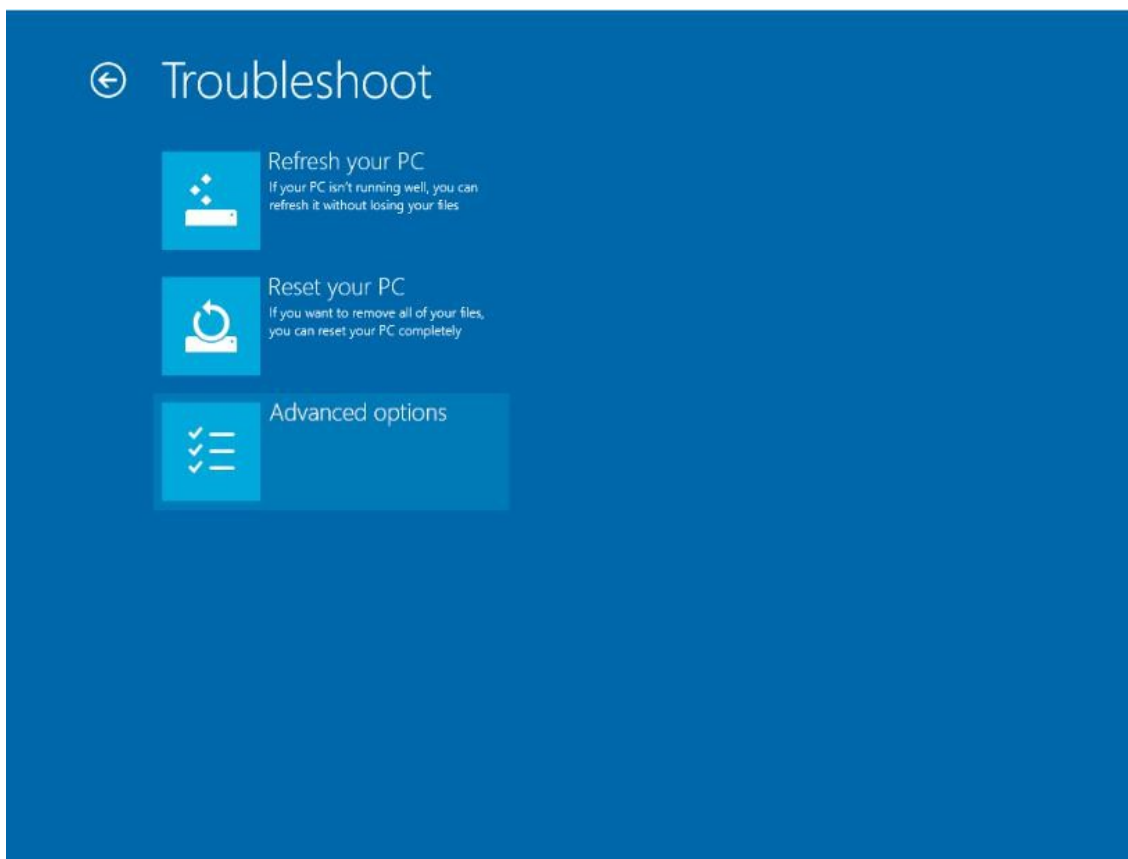 Troubleshoot
Refresh your PC
If your PC isn't running well, you can
refresh it without losing your files
Reset your PC
If you want to remove all of your files,
you can reset your PC completely
Advanced options